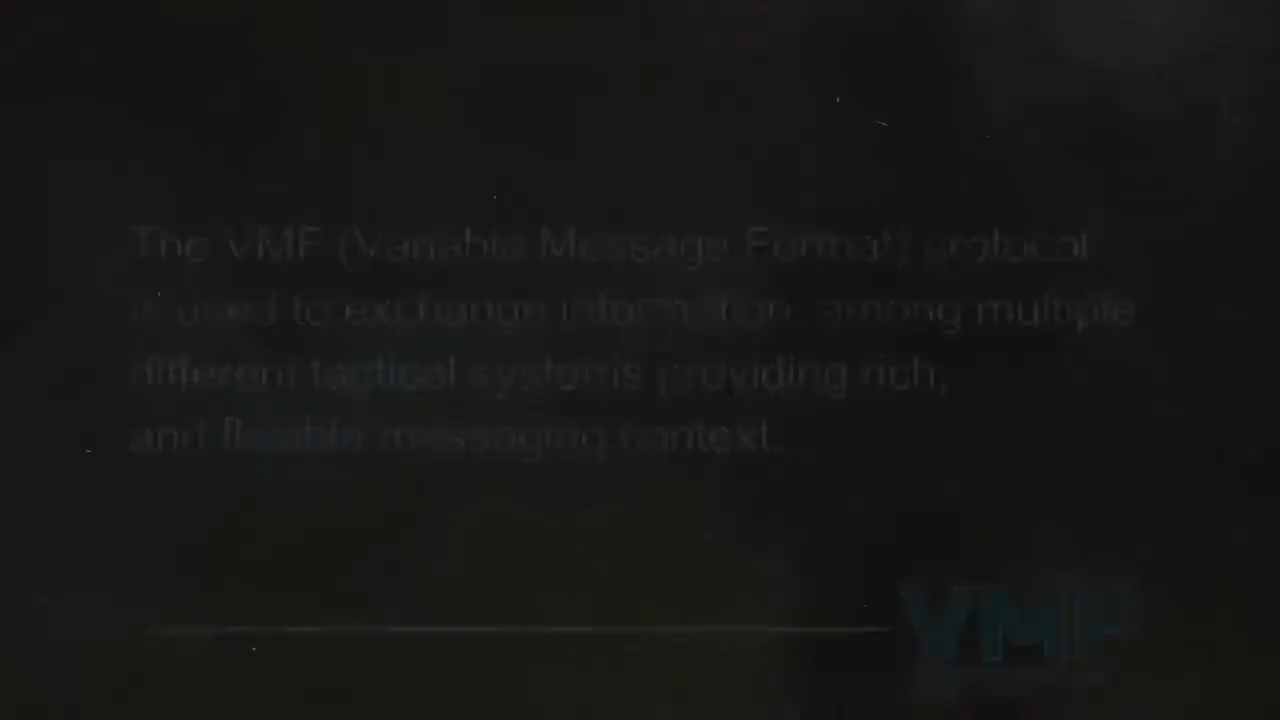 The VMF (Variable Message Format) protocol
is used to exchange information, among multiple
different tactical systems providing rich,
and flexible messaging context.
VMF